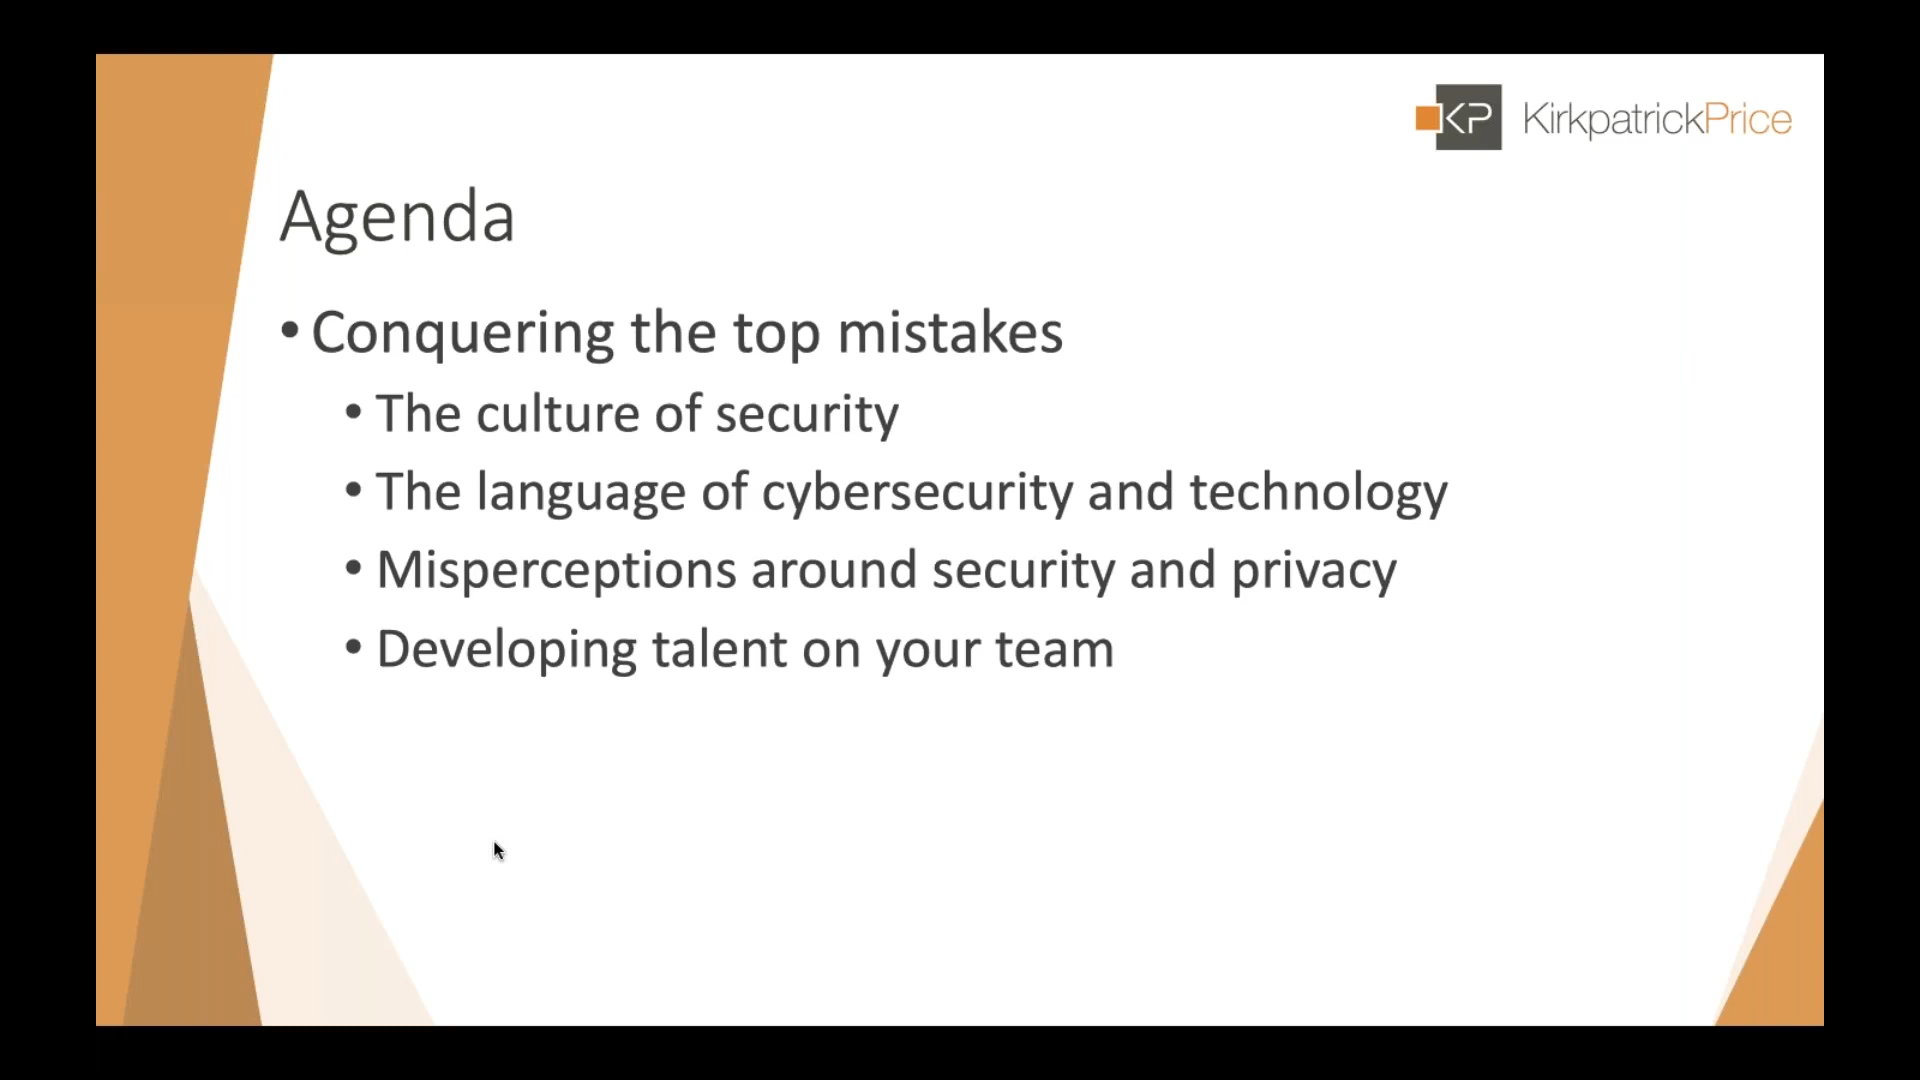 KP KirkpatrickPrice
Agenda
• Conquering the top mistakes
• The culture of security
• The language of cybersecurity and technology
• Misperceptions around security and privacy
• Developing talent on your team